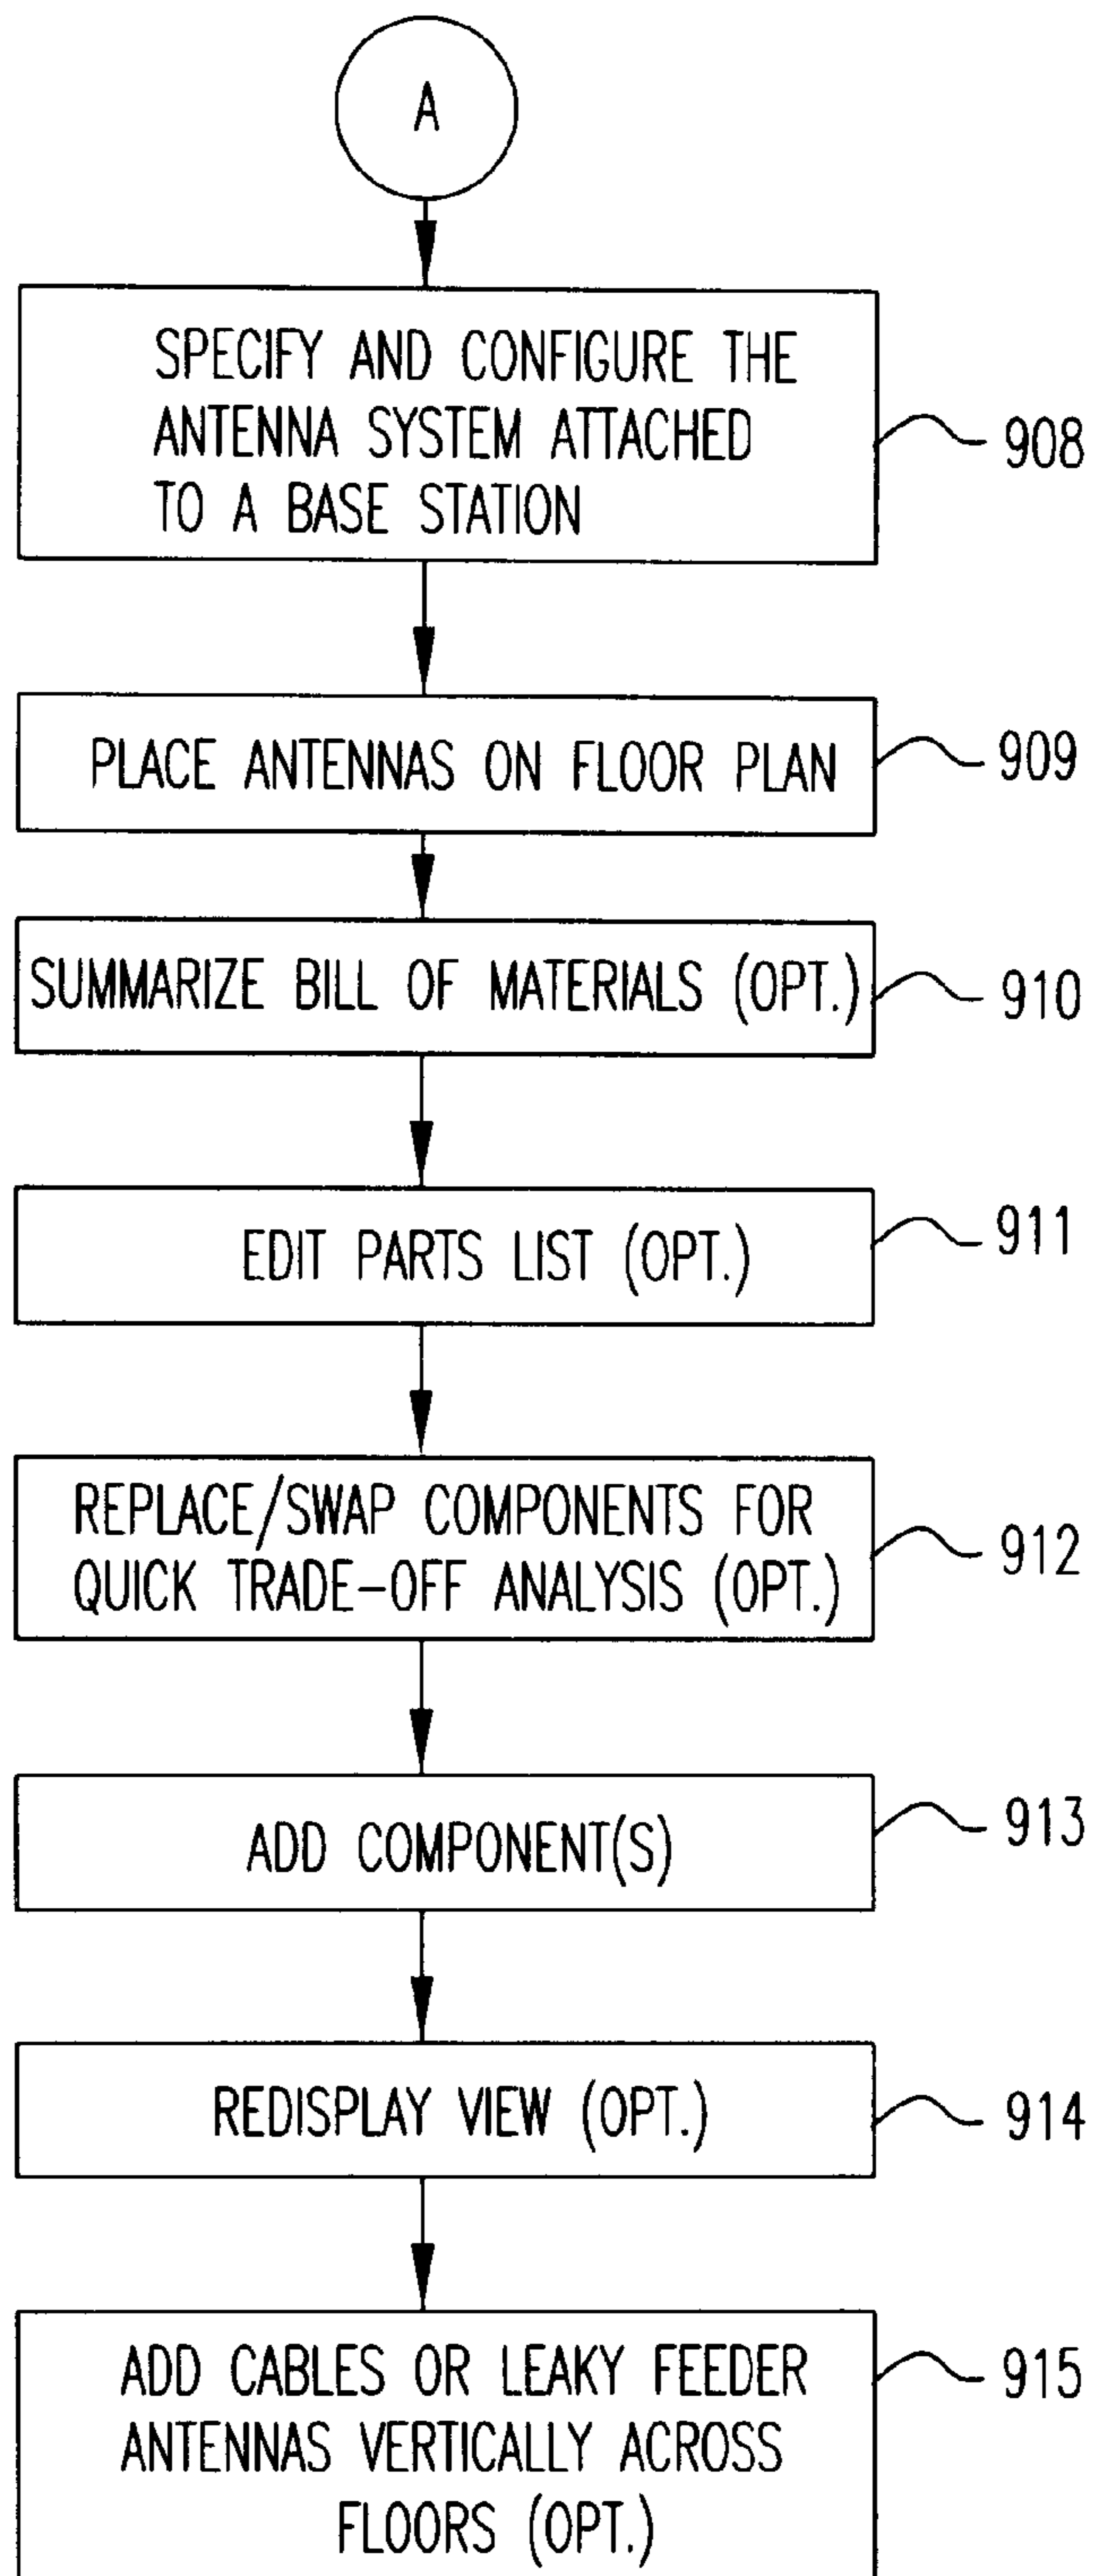 A
SPECIFY AND CONFIGURE THE
ANTENNA SYSTEM ATTACHED
TO A BASE STATION
908
PLACE ANTENNAS ON FLOOR PLAN
909
SUMMARIZE BILL OF MATERIALS (OPT.)
910
EDIT PARTS LIST (OPT.)
911
REPLACE/SWAP COMPONENTS FOR
QUICK TRADE-OFF ANALYSIS (OPT.)
912
ADD COMPONENT(S)
913
REDISPLAY VIEW (OPT.)
914
ADD CABLES OR LEAKY FEEDER
ANTENNAS VERTICALLY ACROSS
FLOORS (OPT.)
915